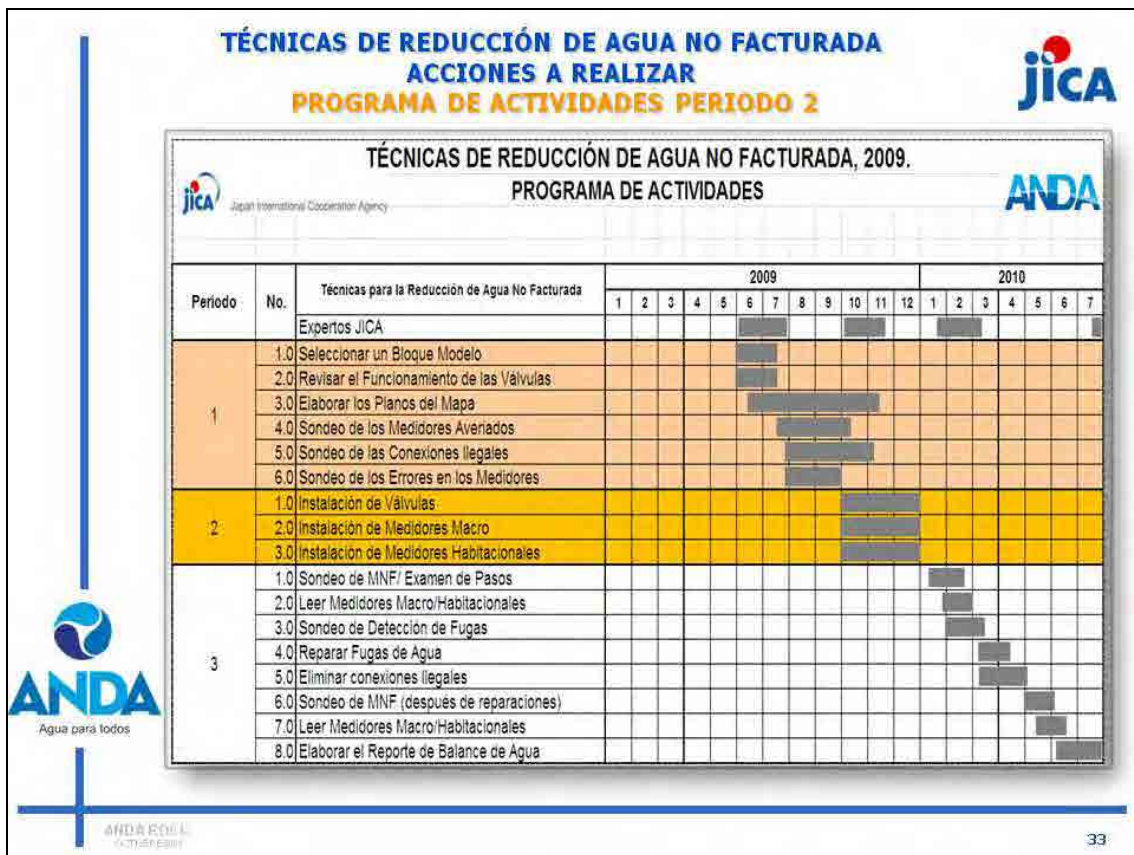 TÉCNICAS DE REDUCCIÓN DE AGUA NO FACTURADA
ACCIONES A REALIZAR
PROGRAMA DE ACTIVIDADES PERIODO 2
jica
TÉCNICAS DE REDUCCIÓN DE AGUA NO FACTURADA, 2009.
PROGRAMA DE ACTIVIDADES
jica Japan International Cooperation Agency
ANDA
Periodo No. Técnicas para la Reducción de Agua No Facturada 2009 2010
1 2 3 4 5 6 7 8 9 10 11 12 1 2 3 4 5 6 7
Expertos JICA
1
1.0 Seleccionar un Bloque Modelo
2.0 Revisar el Funcionamiento de las Válvulas
3.0 Elaborar los Planos del Mapa
4.0 Sondeo de los Medidores Averiados
5.0 Sondeo de las Conexiones Ilegales
6.0 Sondeo de los Errores en los Medidores
2
1.0 Instalación de Válvulas
2.0 Instalación de Medidores Macro
3.0 Instalación de Medidores Habitacionales
3
1.0 Sondeo de MNF/ Examen de Pasos
2.0 Leer Medidores Macro/Habitacionales
3.0 Sondeo de Detección de Fugas
4.0 Reparar Fugas de Agua
5.0 Eliminar conexiones Ilegales
6.0 Sondeo de MNF (después de reparaciones)
7.0 Leer Medidores Macro/Habitacionales
8.0 Elaborar el Reporte de Balance de Agua
ANDA
Agua para todos
ANDA
33